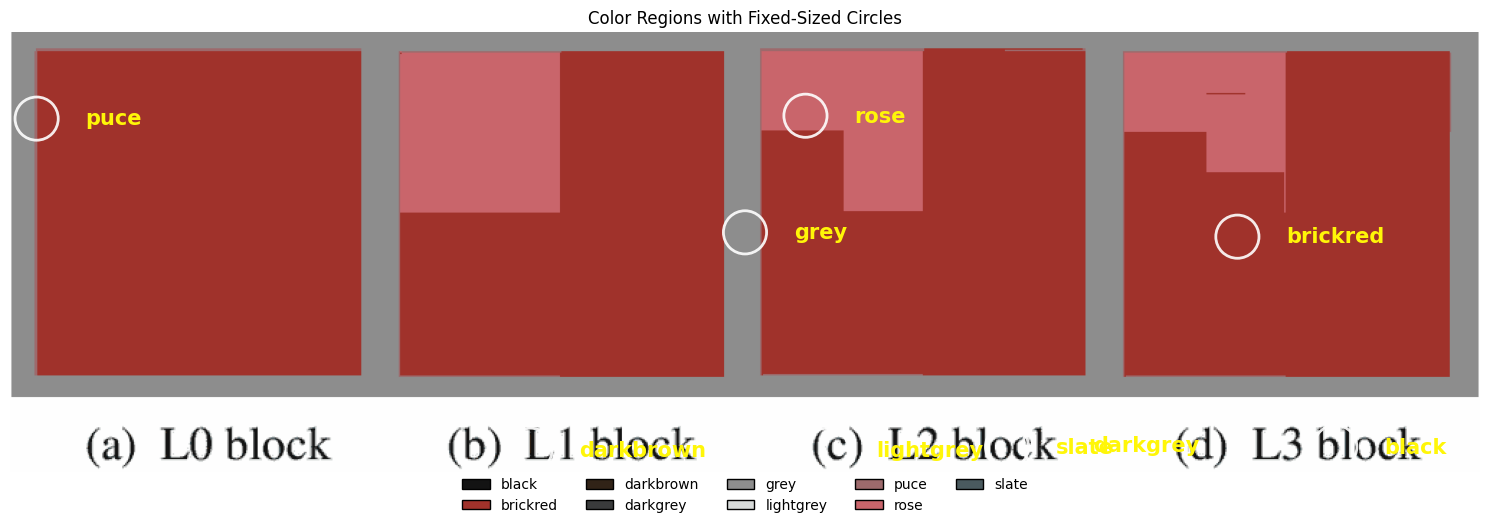 Color Regions with Fixed-Sized Circles
puce
rose
grey
brickred
(a) L0 block
(b) L1 block
(c) L2 block
(d) L3 block
darkbrown
lightgrey
slate
darkgrey
black
black
darkbrown
grey
puce
slate
brickred
darkgrey
lightgrey
rose